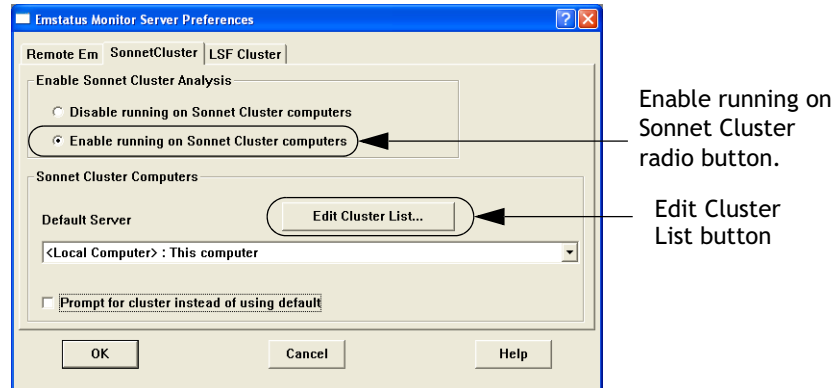 Emstatus Monitor Server Preferences
Remote Em SonnetCluster LSF Cluster
Enable Sonnet Cluster Analysis
Disable running on Sonnet Cluster computers
Enable running on Sonnet Cluster computers
Enable running on
Sonnet Cluster
radio button.
Sonnet Cluster Computers
Default Server
Edit Cluster List...
Edit Cluster
List button
<Local Computer> : This computer
Prompt for cluster instead of using default
OK Cancel Help